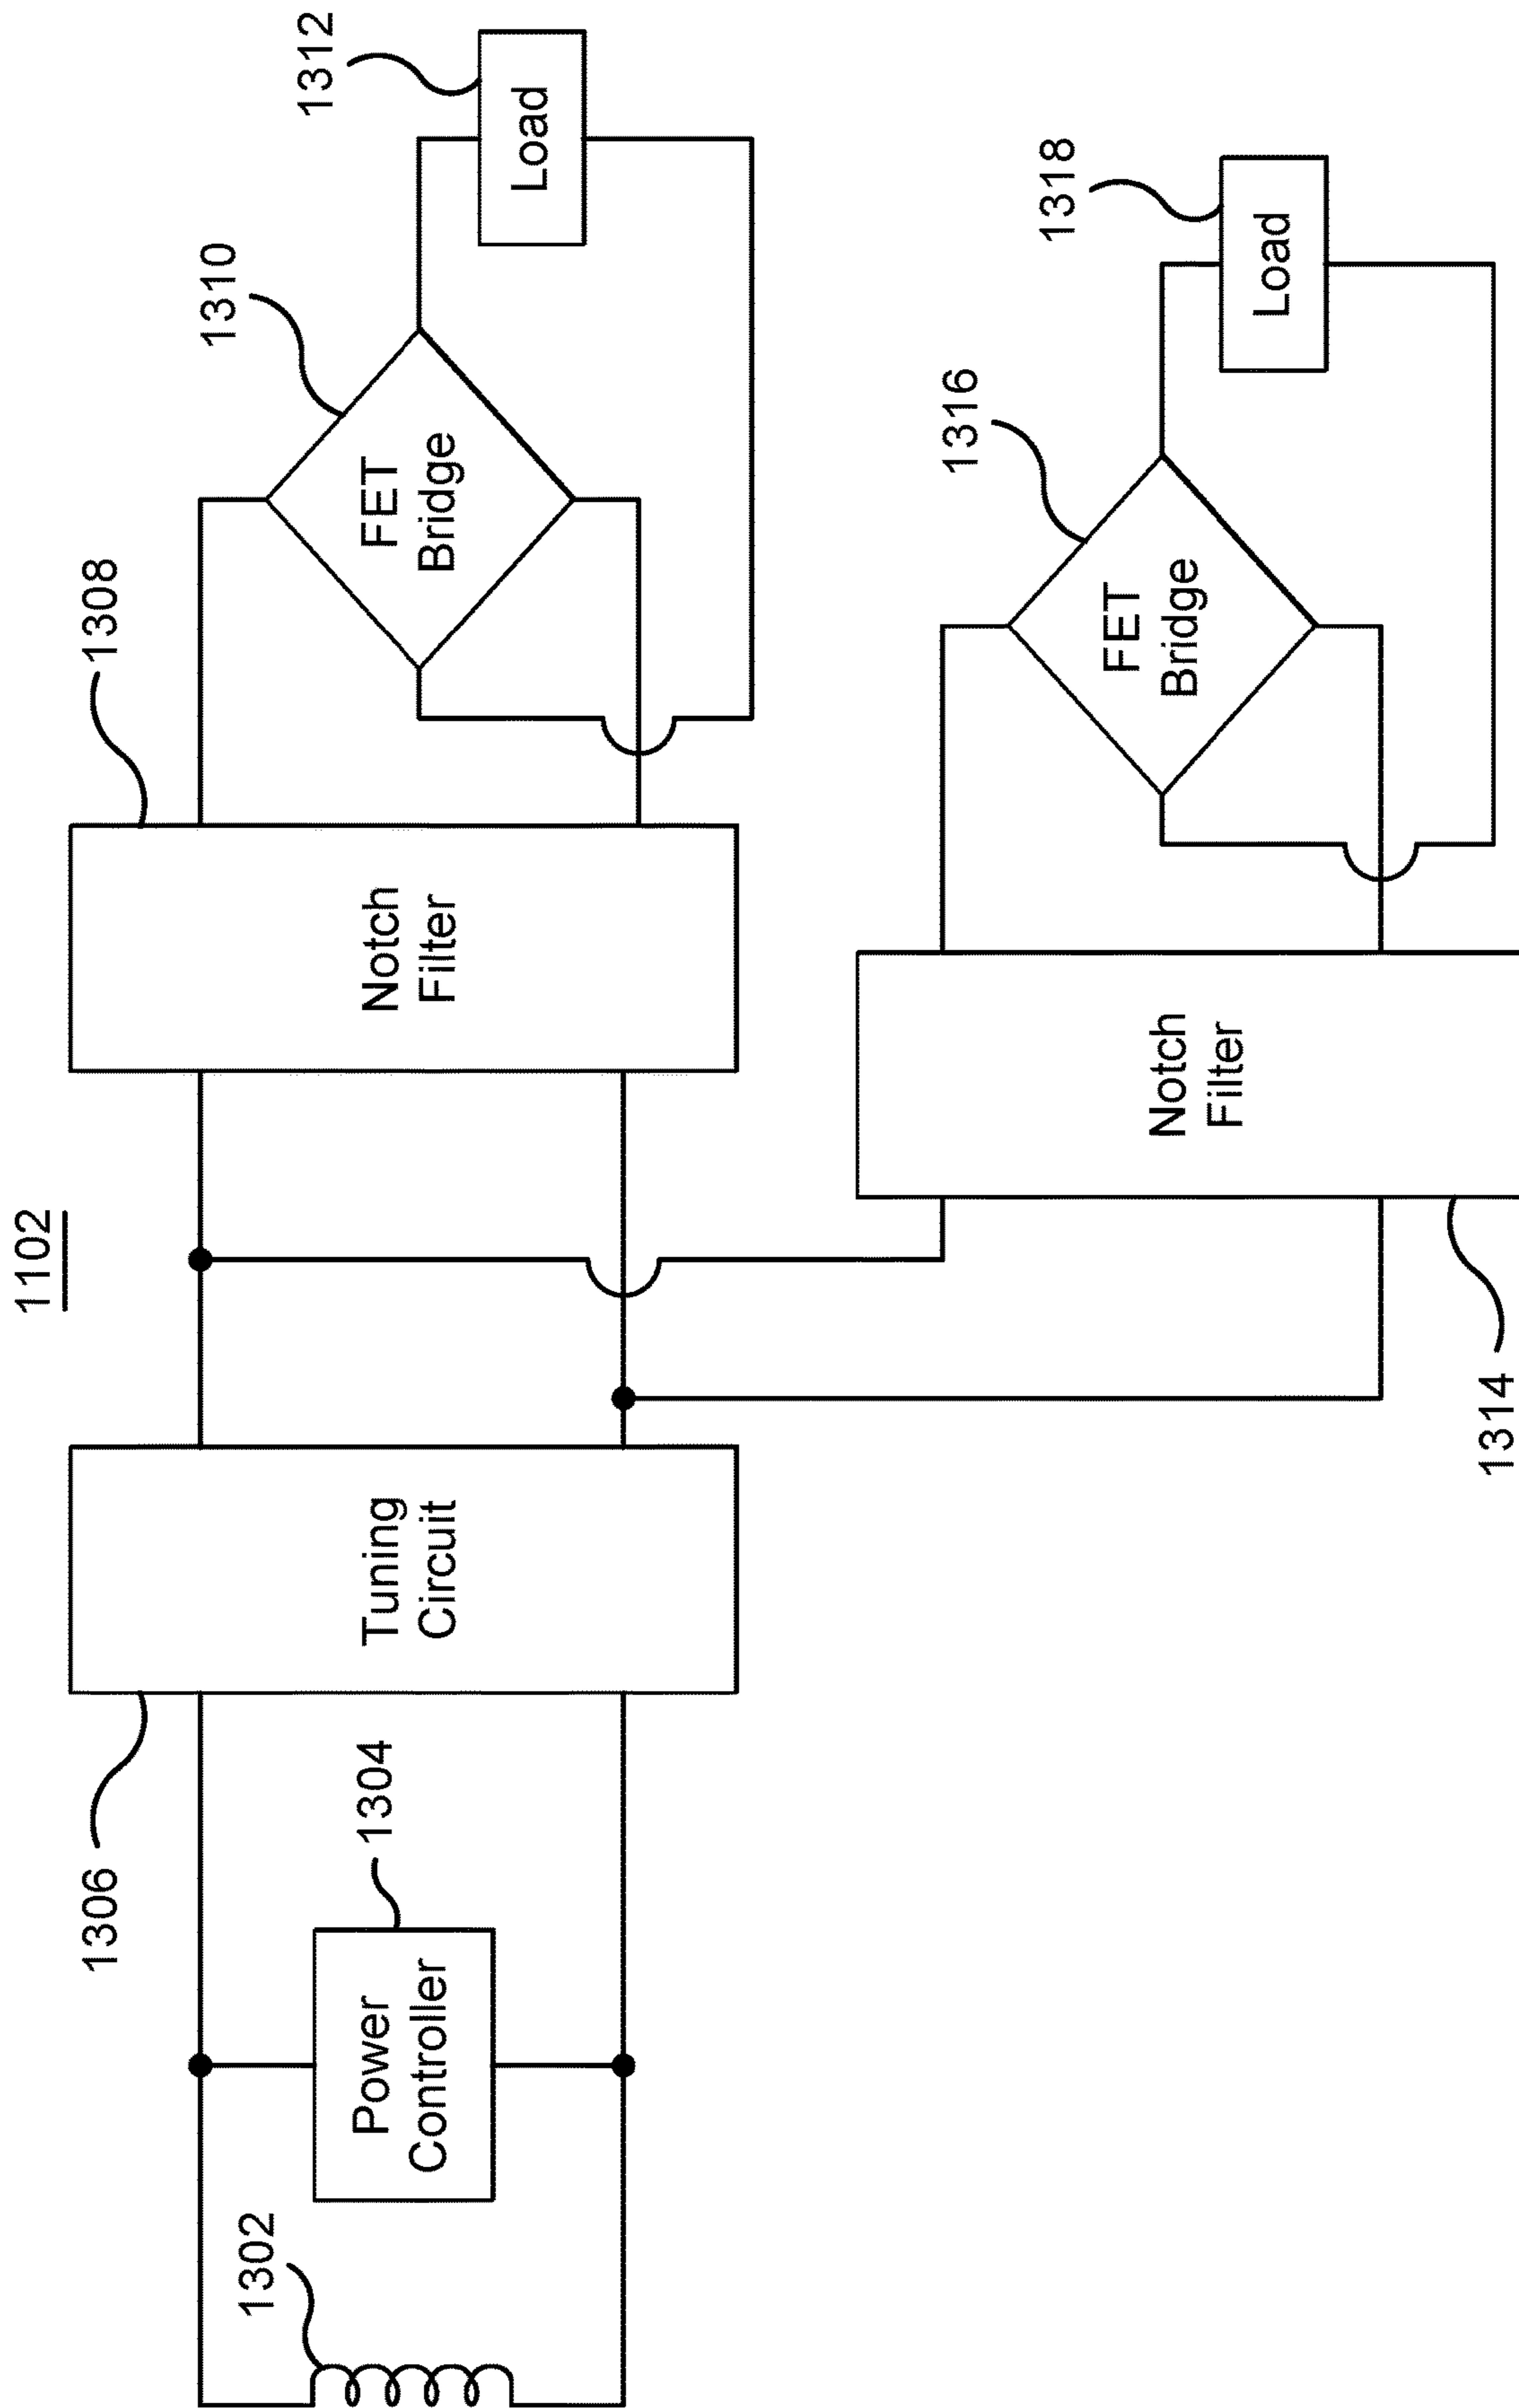 1102
1302
Power
Controller
1304
1306
Tuning
Circuit
Notch
Filter
1308
FET
Bridge
1310
Load
1312
1314
Notch
Filter
FET
Bridge
1316
Load
1318